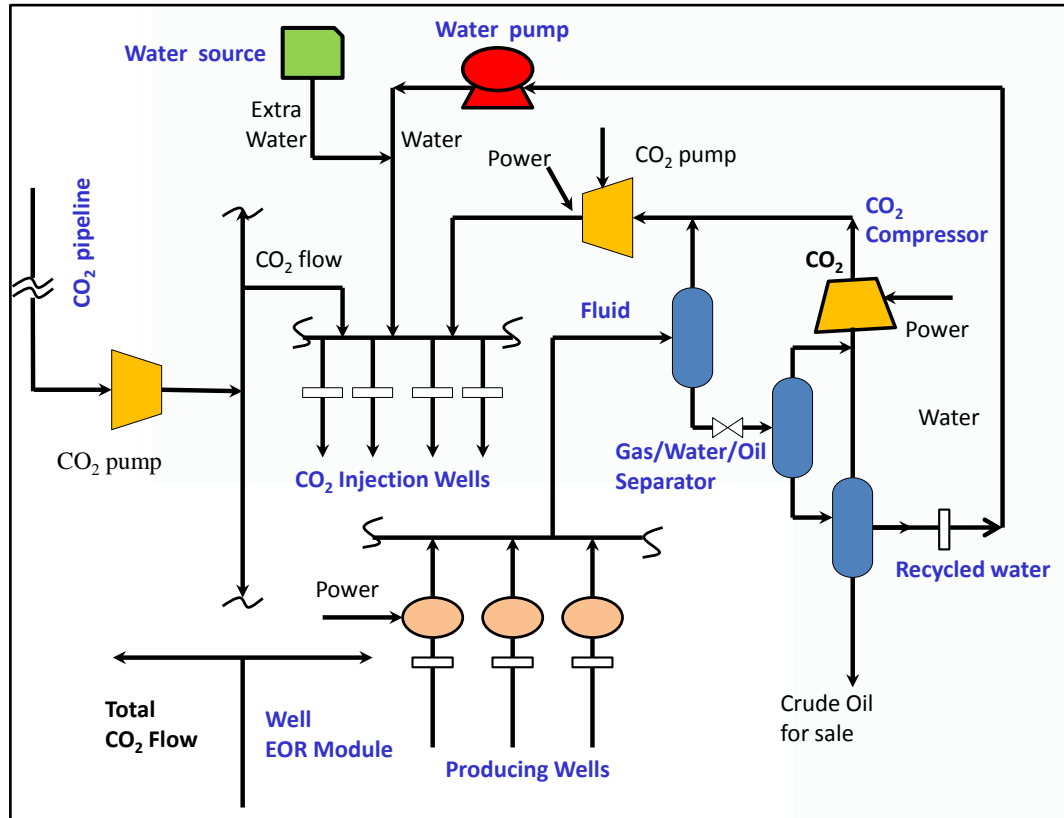 Water pump
Water source
Extra
Water
Water
Power
CO₂ pump
CO₂ pipeline
CO₂
Compressor
CO₂ flow
CO₂
Fluid
Power
Water
CO₂ pump
Gas/Water/Oil
Separator
CO₂ Injection Wells
Recycled water
Power
Total
CO₂ Flow
Well
EOR Module
Crude Oil
for sale
Producing Wells